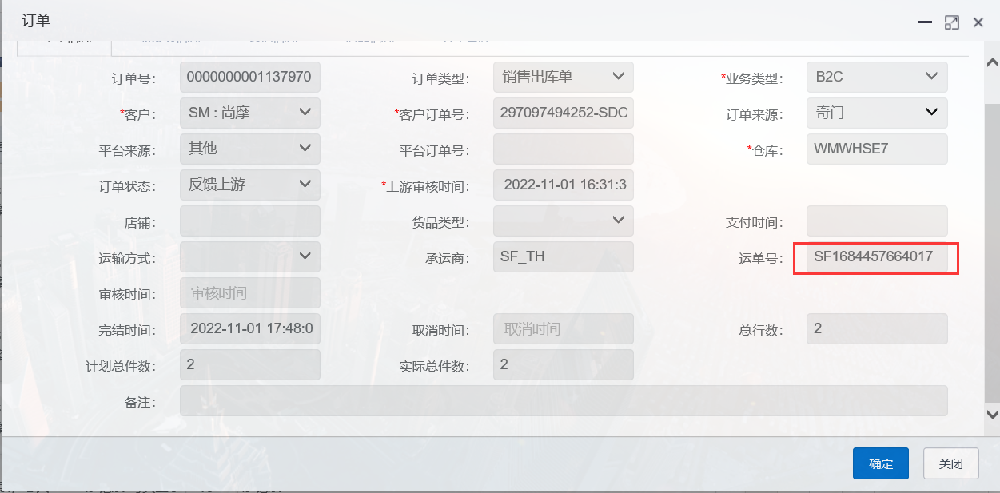 订单
订单号: 0000000001137970 订单类型: 销售出库单 *业务类型: B2C
*客户: SM : 尚摩 *客户订单号: 297097494252-SDO 订单来源: 奇门
平台来源: 其他 平台订单号: *仓库: WMWHSE7
订单状态: 反馈上游 *上游审核时间: 2022-11-01 16:31:34
店铺: 货品类型: 支付时间:
运输方式: 承运商: SF_TH 运单号: SF1684457664017
审核时间: 审核时间
完结时间: 2022-11-01 17:48:0 取消时间: 取消时间 总行数: 2
计划总件数: 2 实际总件数: 2
备注:
确定 关闭